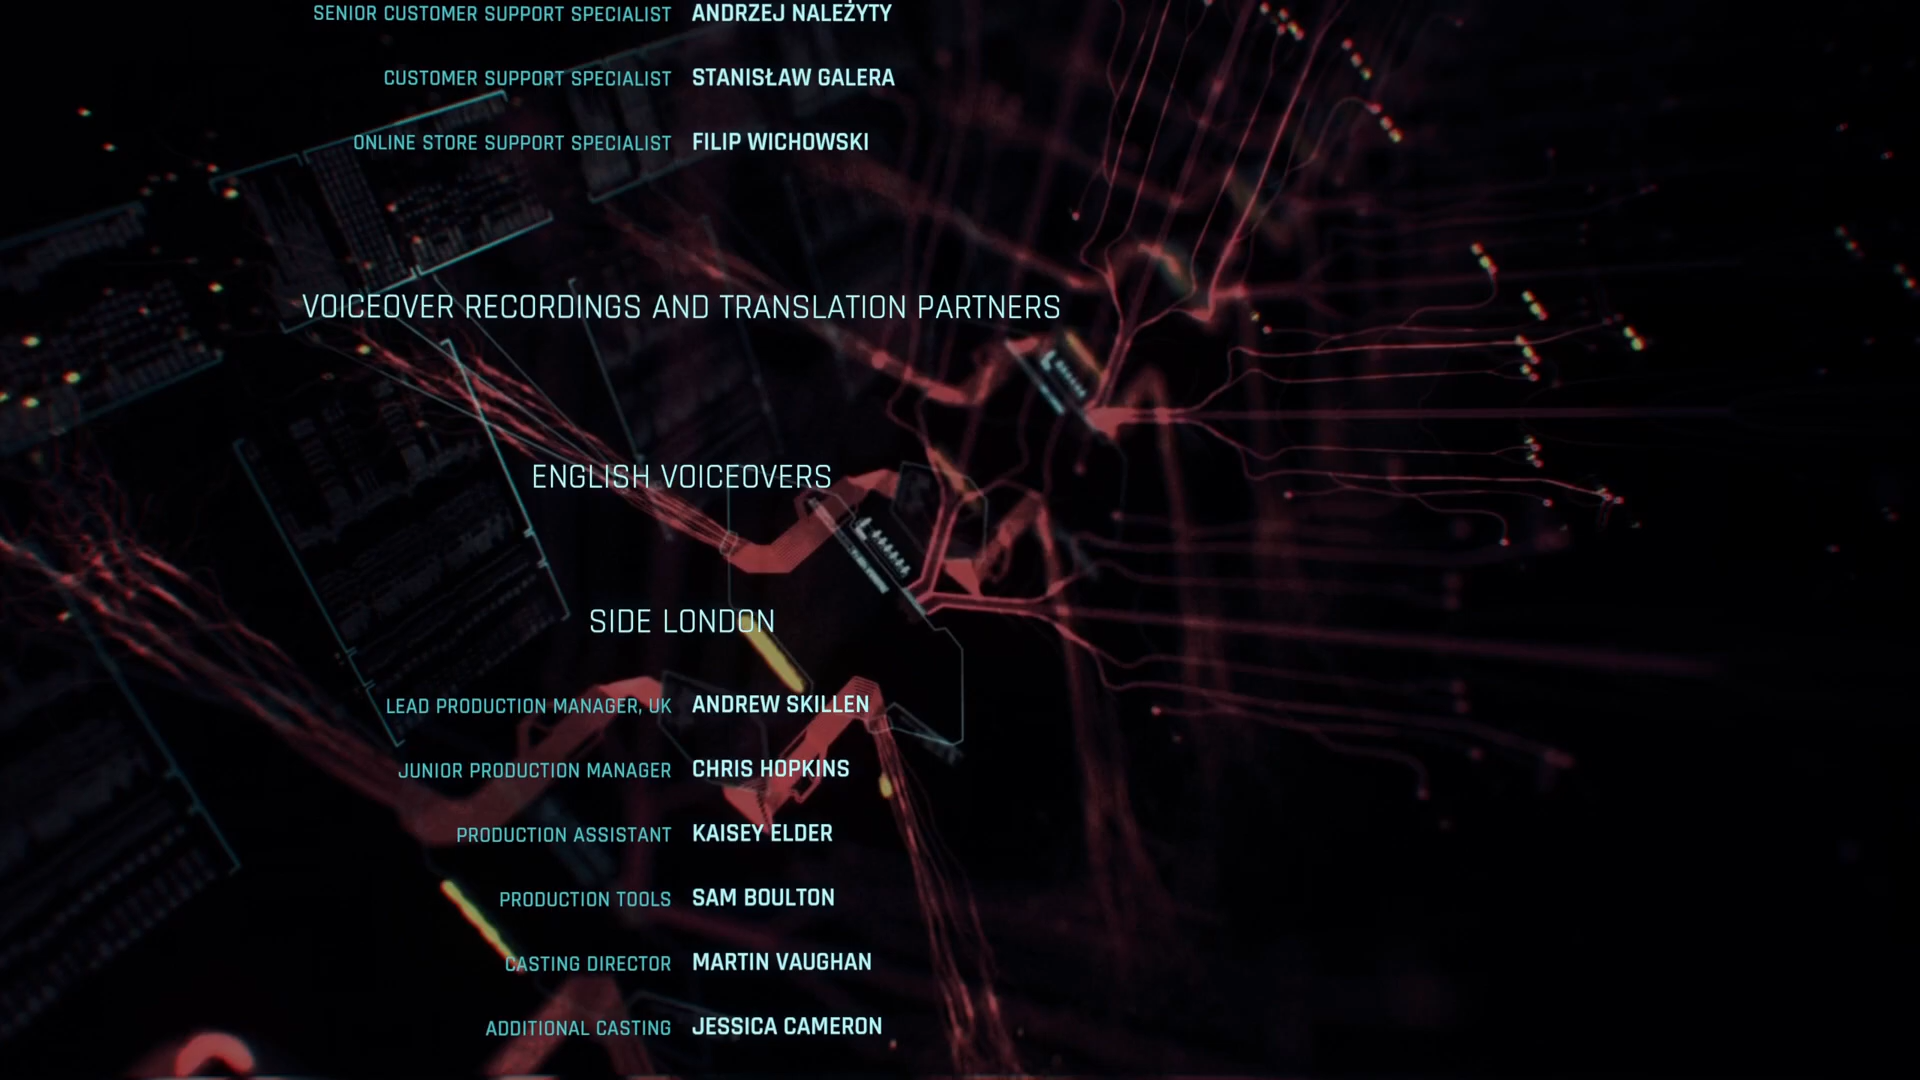 SENIOR CUSTOMER SUPPORT SPECIALIST ANDRZEJ NALEŻYTY
CUSTOMER SUPPORT SPECIALIST STANISŁAW GALERA
ONLINE STORE SUPPORT SPECIALIST FILIP WICHOWSKI
VOICEOVER RECORDINGS AND TRANSLATION PARTNERS
ENGLISH VOICEOVERS
SIDE LONDON
LEAD PRODUCTION MANAGER, UK ANDREW SKILLEN
JUNIOR PRODUCTION MANAGER CHRIS HOPKINS
PRODUCTION ASSISTANT KAISEY ELDER
PRODUCTION TOOLS SAM BOULTON
CASTING DIRECTOR MARTIN VAUGHAN
ADDITIONAL CASTING JESSICA CAMERON